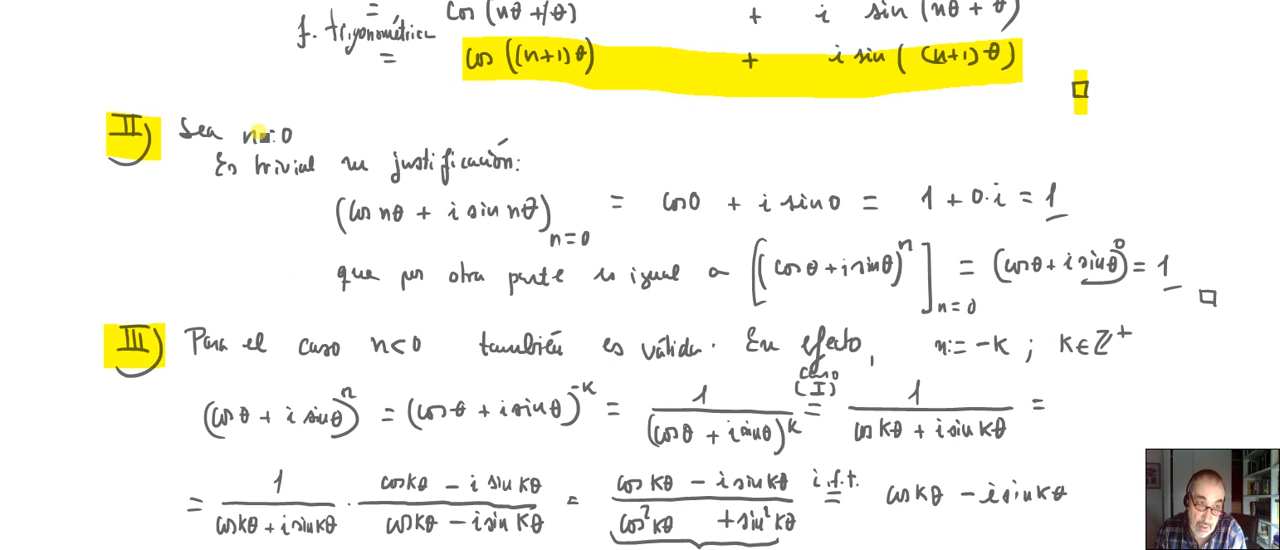 = cos (nθ + θ) + i sin (nθ + θ)
f. trigonométrica
= cos ((n+1) θ) + i sin ( (n+1) θ) □
II) Sea n = : 0
Es trivial su justificación:
(cos nθ + i sin nθ)_{n=0} = cos 0 + i sin 0 = 1 + 0·i = 1
que por otra parte es igual a [(cos θ + i sin θ)^n]_{n=0} = (cos θ + i sin θ)^0 = 1 □
III) Para el caso n<0 también es válida. En efecto, n:= -k ; k∈ℤ^+
(cos θ + i sin θ)^n = (cos θ + i sin θ)^{-k} = 1/(cos θ + i sin θ)^k = caso (I) 1/(cos kθ + i sin kθ) =
= 1/(cos kθ + i sin kθ) · (cos kθ - i sin kθ)/(cos kθ - i sin kθ) = (cos kθ - i sin kθ)/(cos² kθ + sin² kθ) = i.f.t. cos kθ - i sin kθ